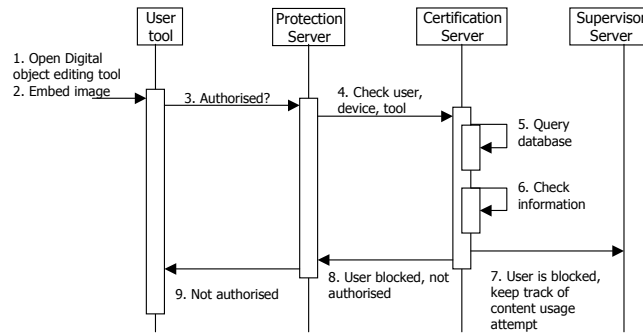 User
tool
Protection
Server
Certification
Server
Supervisor
Server
1. Open Digital
object editing tool
2. Embed image
3. Authorised?
4. Check user,
device, tool
5. Query
database
6. Check
information
7. User is blocked,
keep track of
content usage
attempt
8. User blocked, not
authorised
9. Not authorised